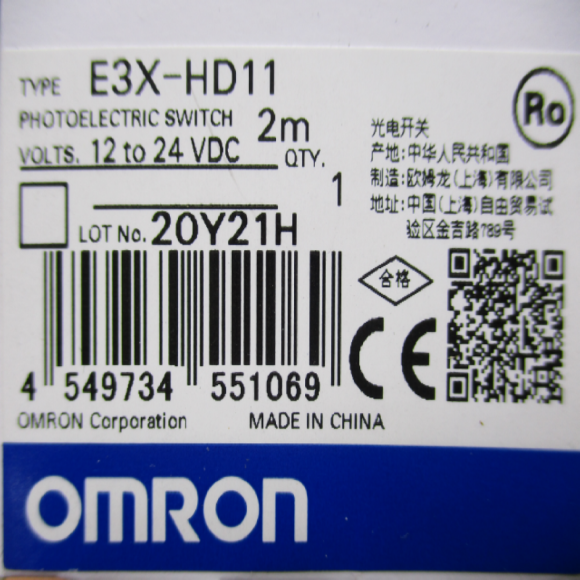 TYPE E3X-HD11
PHOTOELECTRIC SWITCH 2m
VOLTS. 12 to 24 VDC QTY.
1
LOT No. 20Y21H
Ro
光电开关
产地:中华人民共和国
制造:欧姆龙(上海)有限公司
地址:中国(上海)自由贸易试
验区金吉路789号
合格
CE
4 549734 551069
OMRON Corporation MADE IN CHINA
OMRON